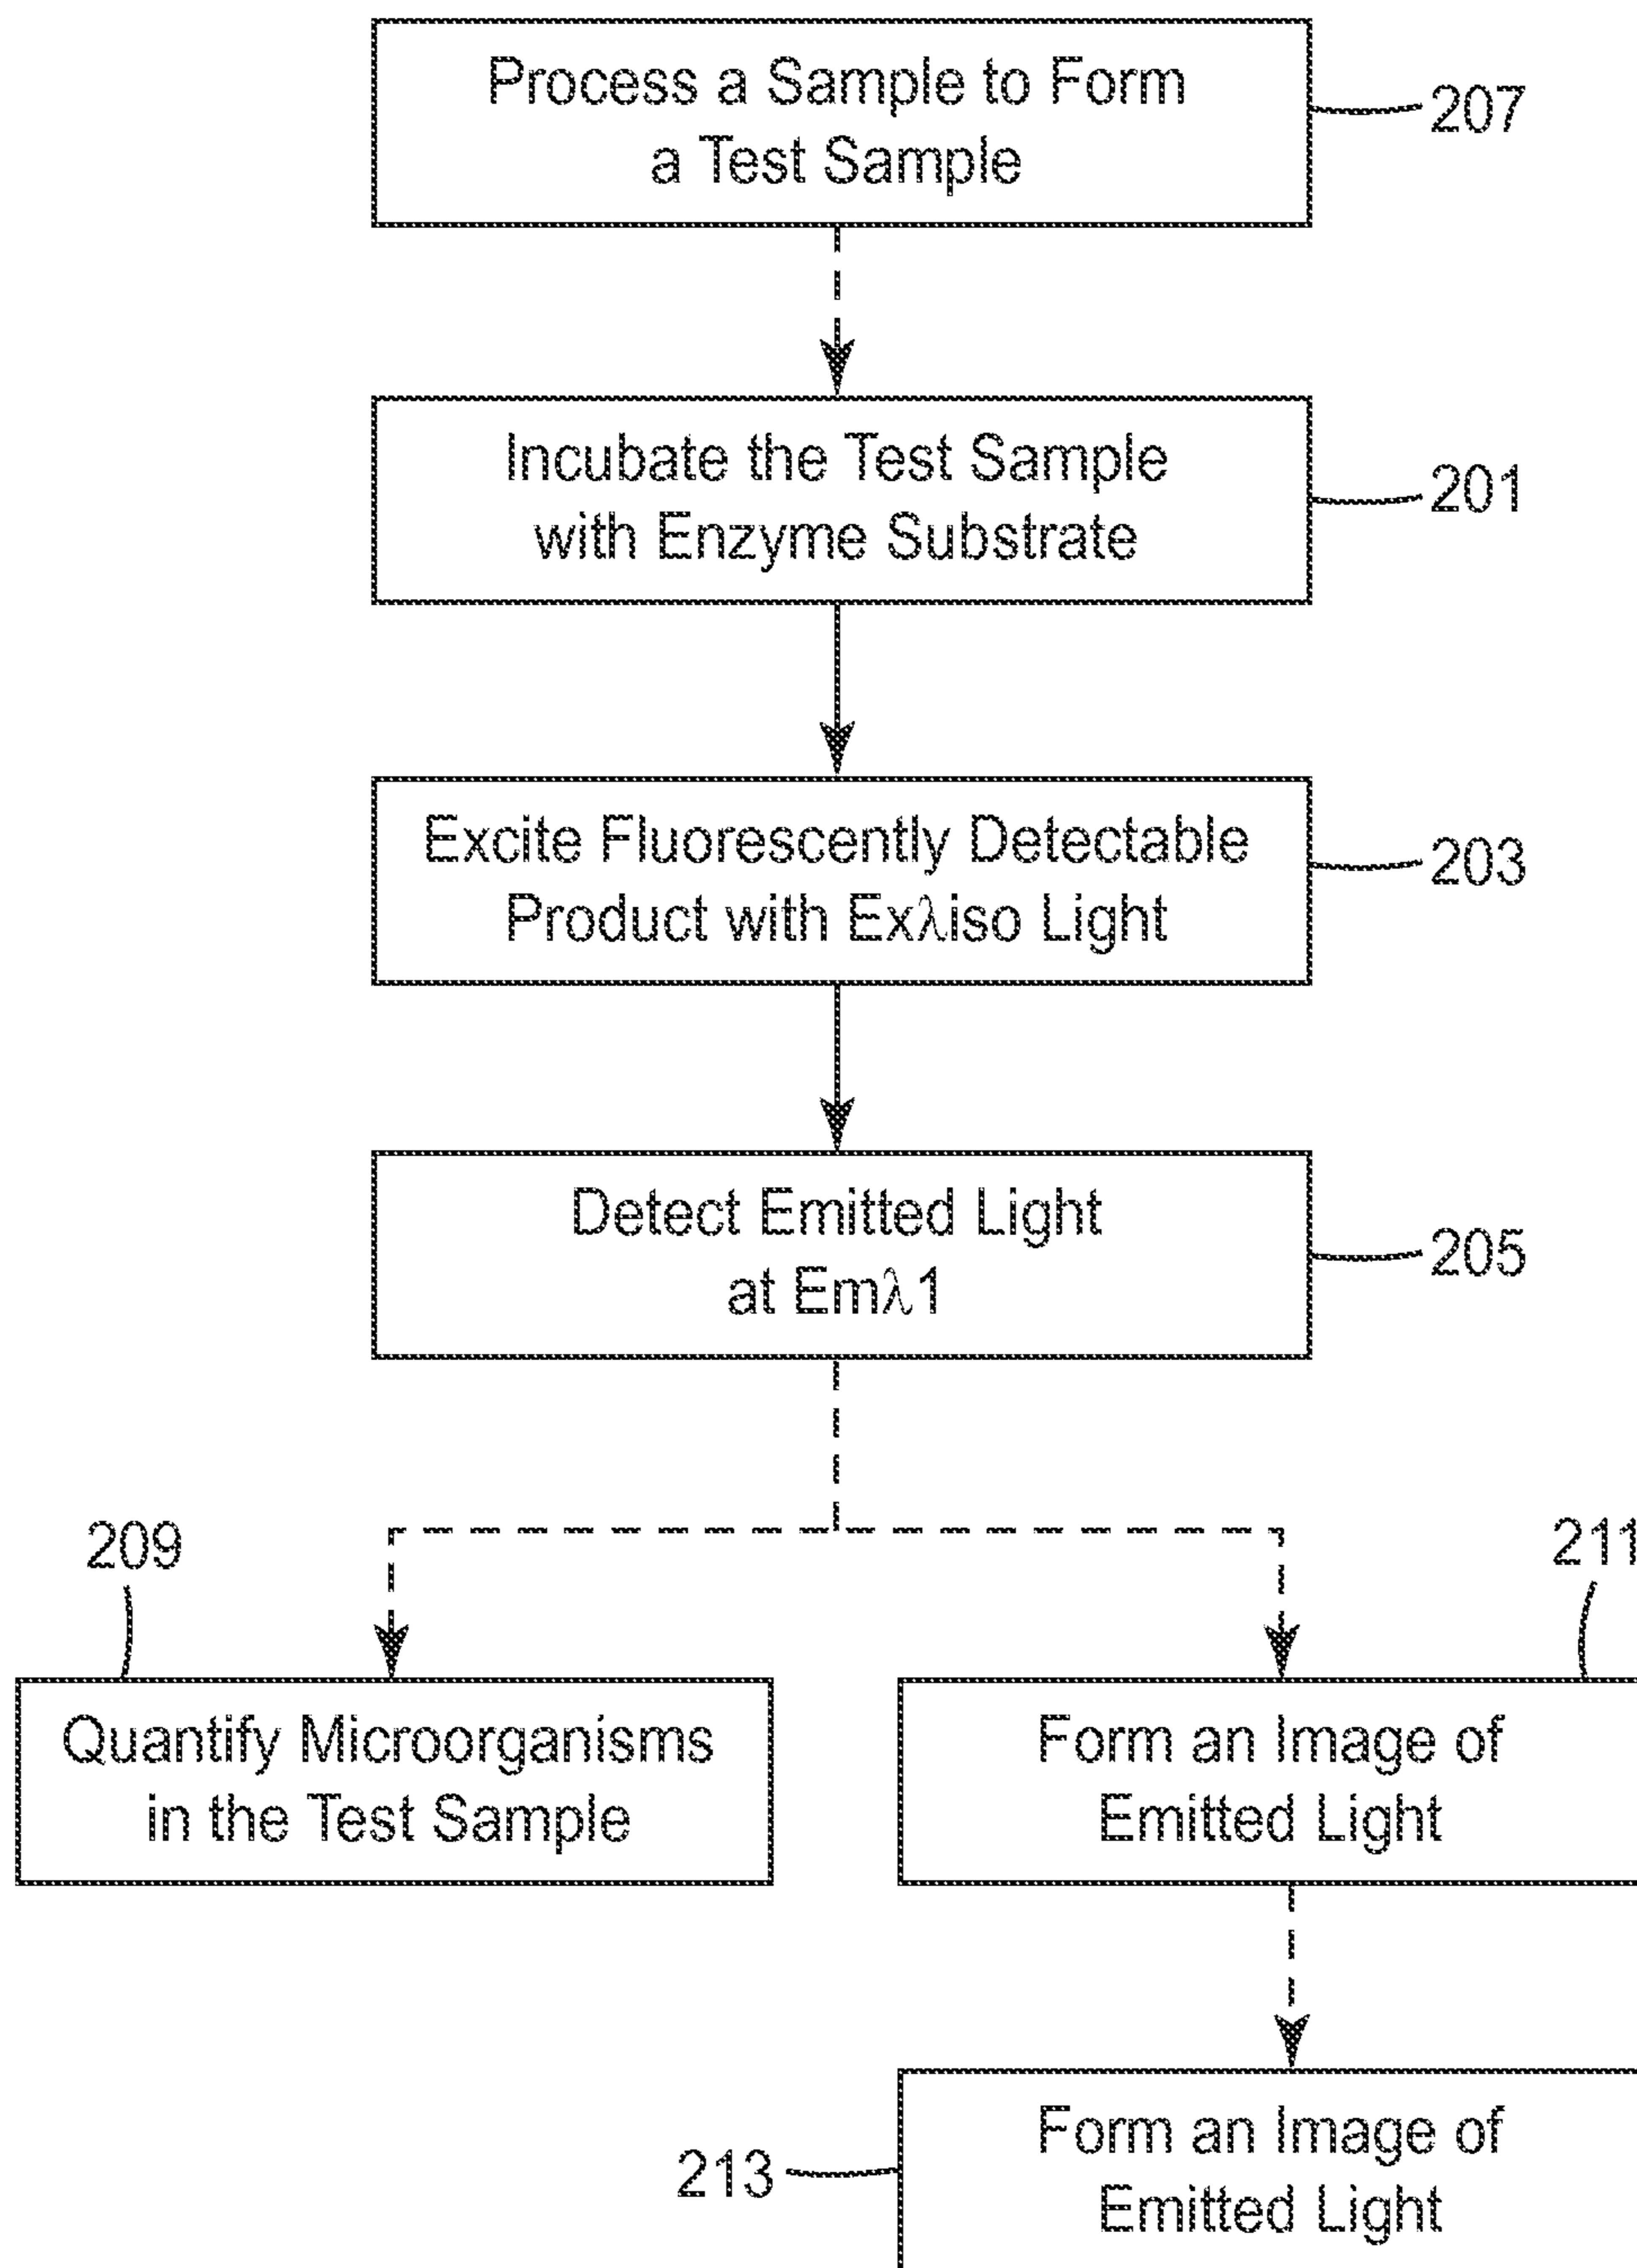 Process a Sample to Form
a Test Sample
207
Incubate the Test Sample
with Enzyme Substrate
201
Excite Fluorescently Detectable
Product with Exλiso Light
203
Detect Emitted Light
at Emλ1
205
209
211
Quantify Microorganisms
in the Test Sample
Form an Image of
Emitted Light
213
Form an Image of
Emitted Light